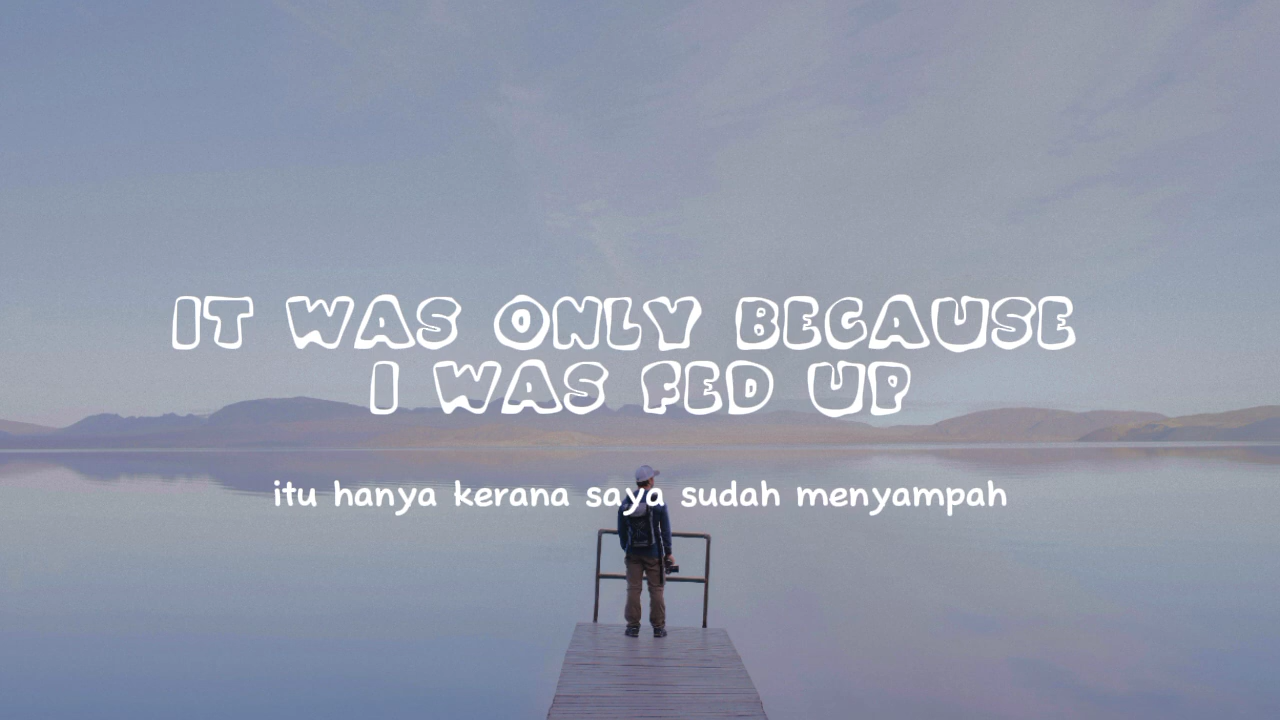 IT WAS ONLY BECAUSE
I WAS FED UP
itu hanya kerana saya sudah menyampah